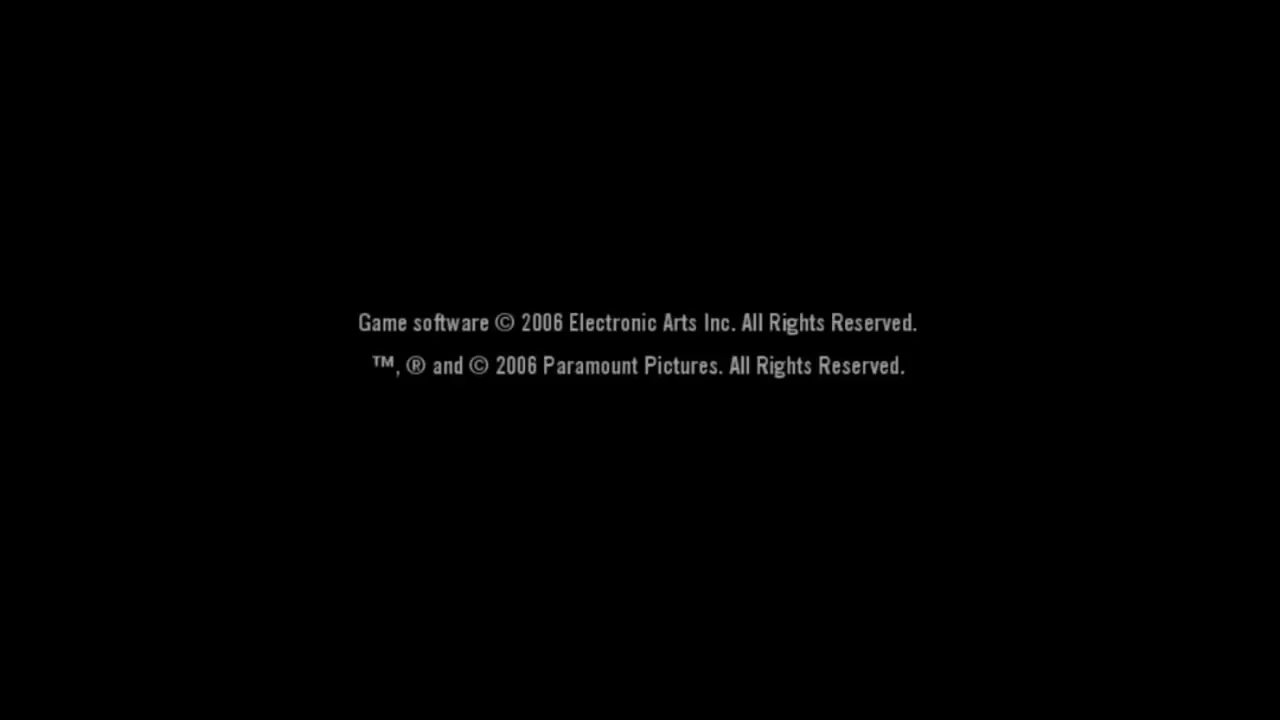 Game software © 2006 Electronic Arts Inc. All Rights Reserved.
™, ® and © 2006 Paramount Pictures. All Rights Reserved.